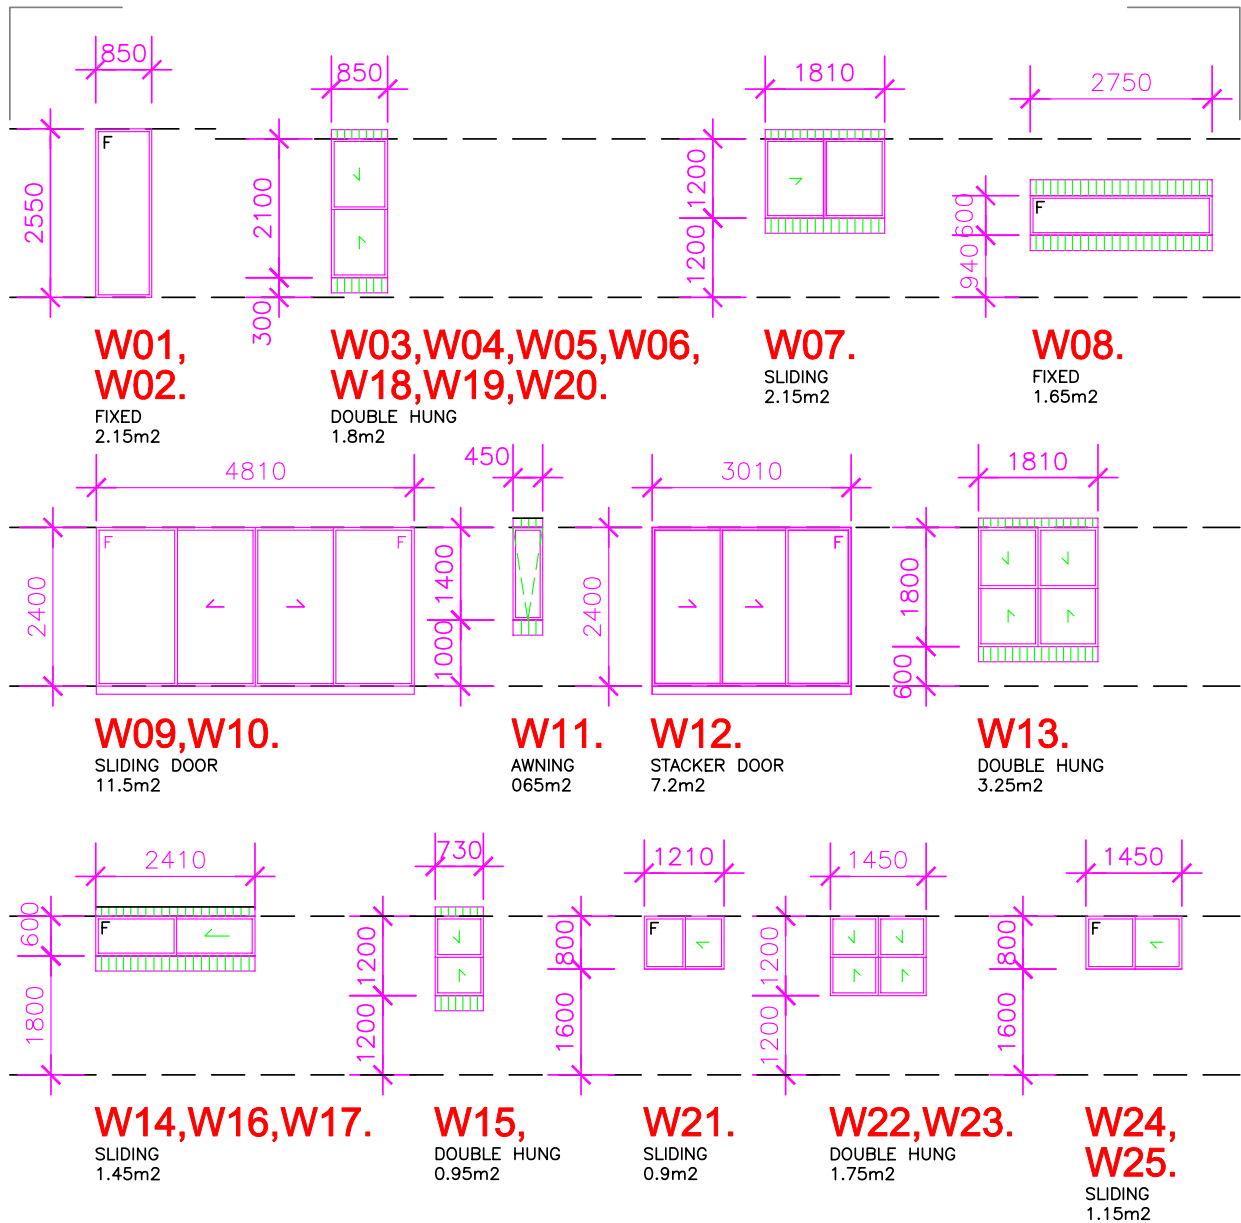 850
850
1810
2750
F
2550
2100
300
1200
1200
F
600
940
W01,
W02.
FIXED
2.15m2
W03,W04,W05,W06,
W18,W19,W20.
DOUBLE HUNG
1.8m2
W07.
SLIDING
2.15m2
W08.
FIXED
1.65m2
4810
450
3010
1810
F
F
F
2400
1400
1000
2400
1800
600
W09,W10.
SLIDING DOOR
11.5m2
W11.
AWNING
065m2
W12.
STACKER DOOR
7.2m2
W13.
DOUBLE HUNG
3.25m2
2410
730
1210
1450
1450
F
F
F
600
1800
1200
1200
800
1600
1200
1200
800
1600
W14,W16,W17.
SLIDING
1.45m2
W15,
DOUBLE HUNG
0.95m2
W21.
SLIDING
0.9m2
W22,W23.
DOUBLE HUNG
1.75m2
W24,
W25.
SLIDING
1.15m2